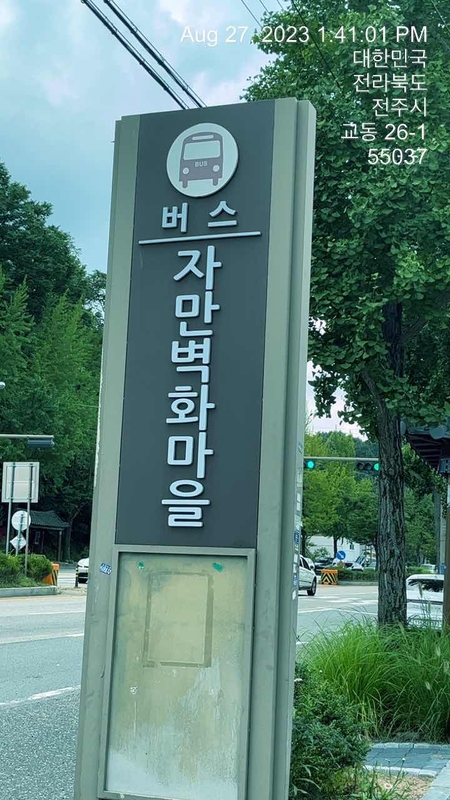 Aug 27, 2023 1:41:01 PM
대한민국
전라북도
전주시
교동 26-1
55037
BUS
버스
자만벽화마을